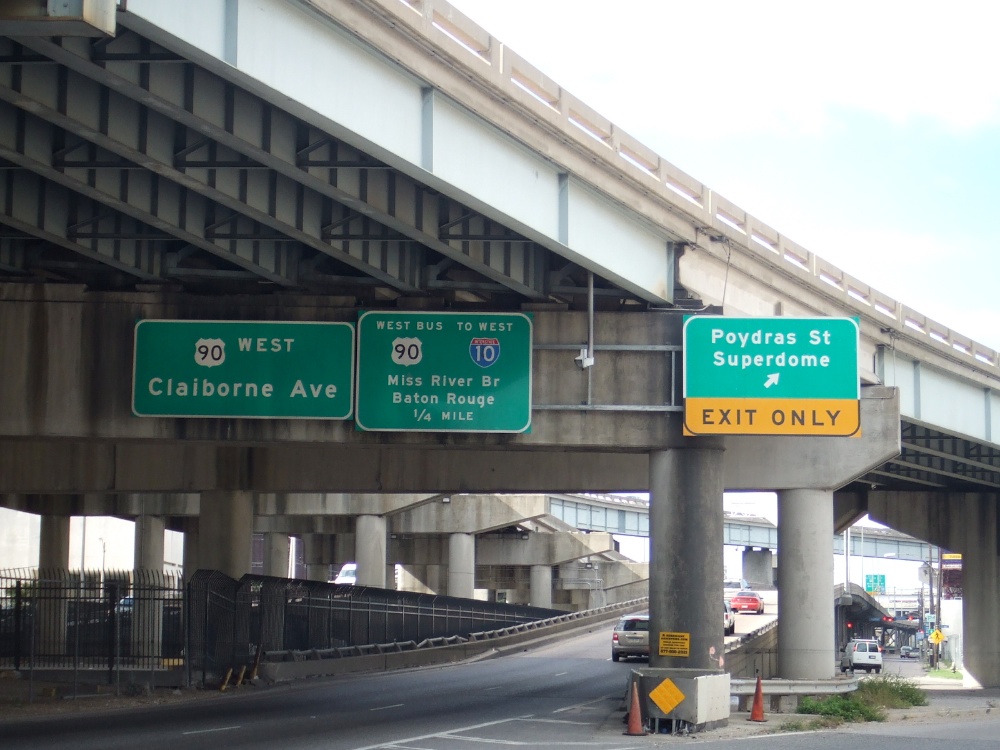 90 WEST
Claiborne Ave
WEST BUS TO WEST
90 INTERSTATE 10
Miss River Br
Baton Rouge
1/4 MILE
Poydras St
Superdome
EXIT ONLY